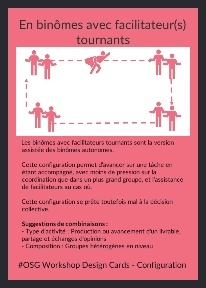 En binômes avec facilitateur(s)
tournants
Les binômes avec facilitateurs tournants sont la version
assistée des binômes autonomes.
Cette configuration permet d'avancer sur une tâche en
étant accompagné, avec moins de pression sur la
coordination que dans un plus grand groupe, et l'assistance
de facilitateurs au cas où.
Cette configuration se prête toutefois mal à la décision
collective.
Suggestions de combinaisons :
- Type d'activité : Production ou avancement d'un livrable,
partage et échanges d'opinions
- Composition : Groupes hétérogènes en niveau
#OSG Workshop Design Cards - Configuration